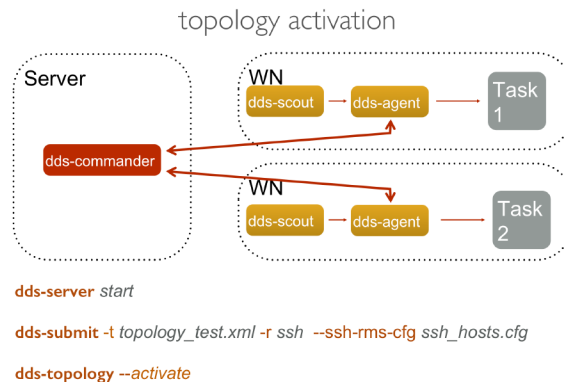 topology activation
Server
WN
dds-scout
dds-agent
Task
1
dds-commander
WN
dds-scout
dds-agent
Task
2
dds-server start
dds-submit -t topology_test.xml -r ssh --ssh-rms-cfg ssh_hosts.cfg
dds-topology --activate